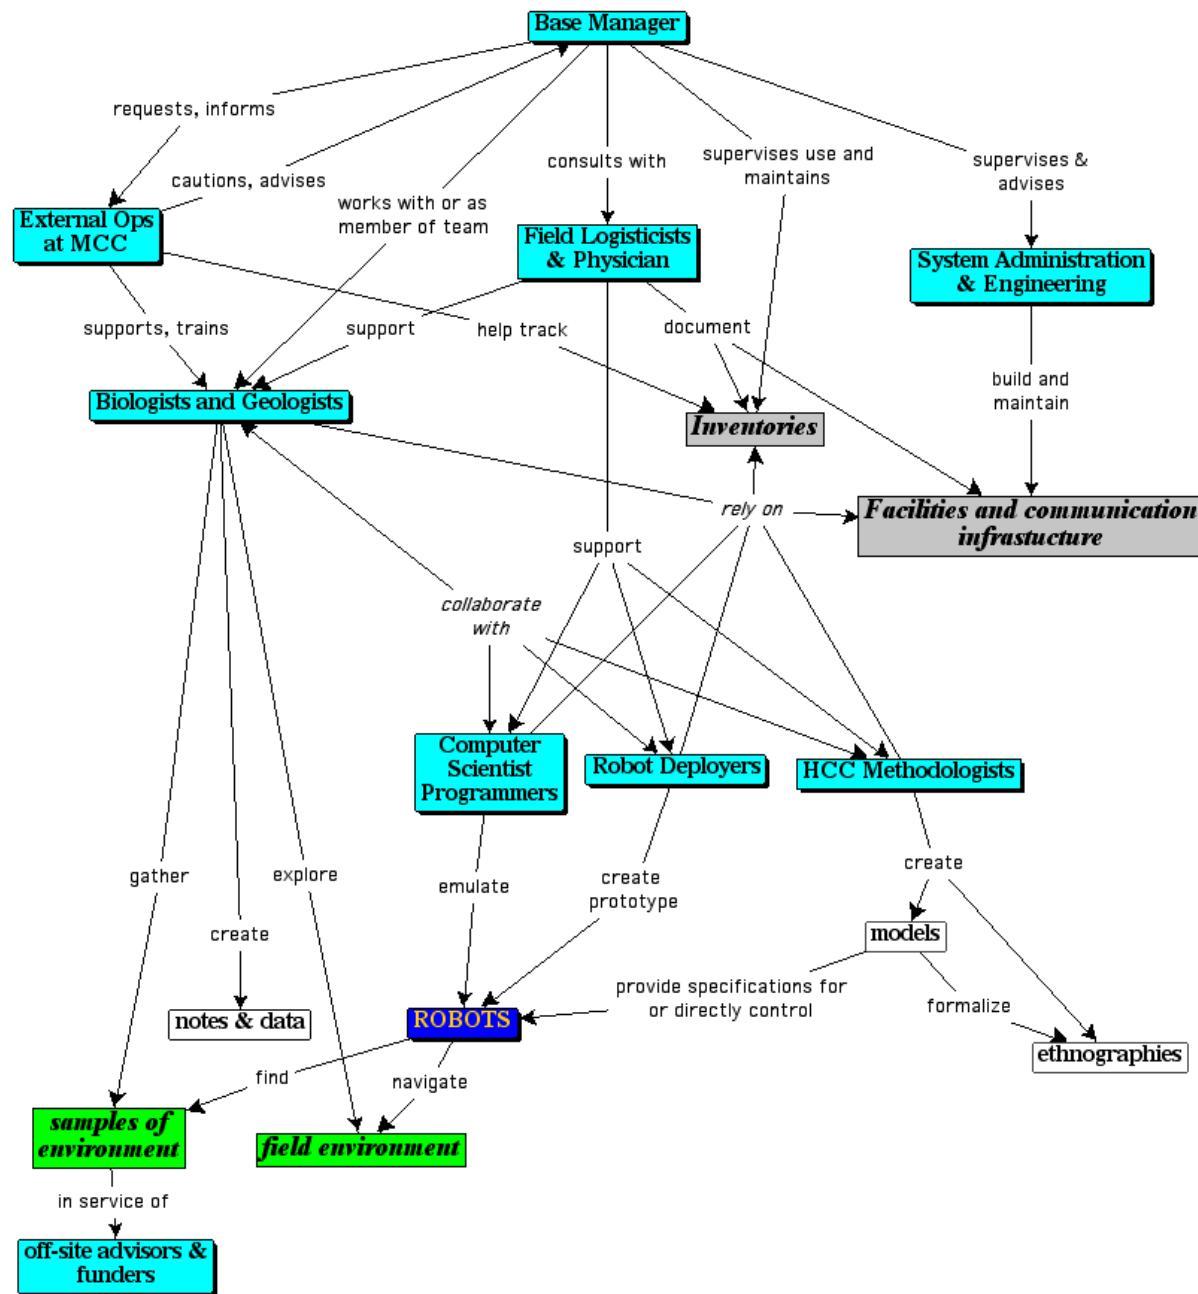 Base Manager
requests, informs
cautions, advises
works with or as
member of team
consults with
supervises use and
maintains
supervises &
advises
External Ops
at MCC
Field Logisticists
& Physician
System Administration
& Engineering
supports, trains
support
help track
document
build and
maintain
Biologists and Geologists
Inventories
rely on
Facilities and communication
infrastucture
support
collaborate
with
Computer
Scientist
Programmers
Robot Deployers
HCC Methodologists
gather
explore
create
emulate
create
prototype
create
models
provide specifications for
or directly control
formalize
notes & data
ROBOTS
ethnographies
find
navigate
samples of
environment
field environment
in service of
off-site advisors &
funders